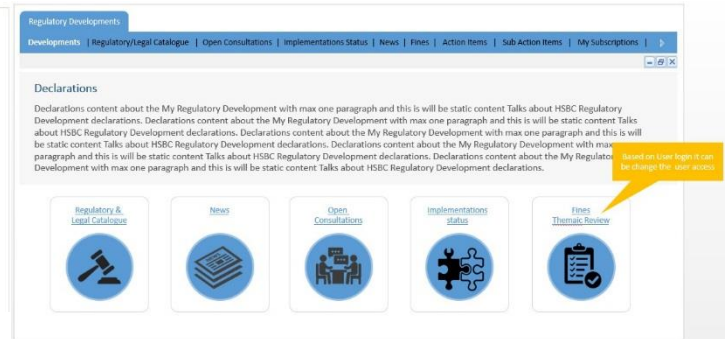 Regulatory Developments
Developments | Regulatory/Legal Catalogue | Open Consultations | Implementations Status | News | Fines | Action Items | Sub Action Items | My Subscriptions |
Declarations
Declarations content about the My Regulatory Development with max one paragraph and this is will be static content Talks about HSBC Regulatory
Development declarations. Declarations content about the My Regulatory Development with max one paragraph and this is will be static content Talks
about HSBC Regulatory Development declarations. Declarations content about the My Regulatory Development with max one paragraph and this is will
be static content Talks about HSBC Regulatory Development declarations. Declarations content about the My Regulatory Development with max
paragraph and this is will be static content Talks about HSBC Regulatory Development declarations. Declarations content about the My Regulato
Development with max one paragraph and this is will be static content Talks about HSBC Regulatory Development declarations.
Based on User login it can
be change the user access
Regulatory &
Legal Catalogue
News
Open
Consultations
Implementations
status
Fines
Themaic Review